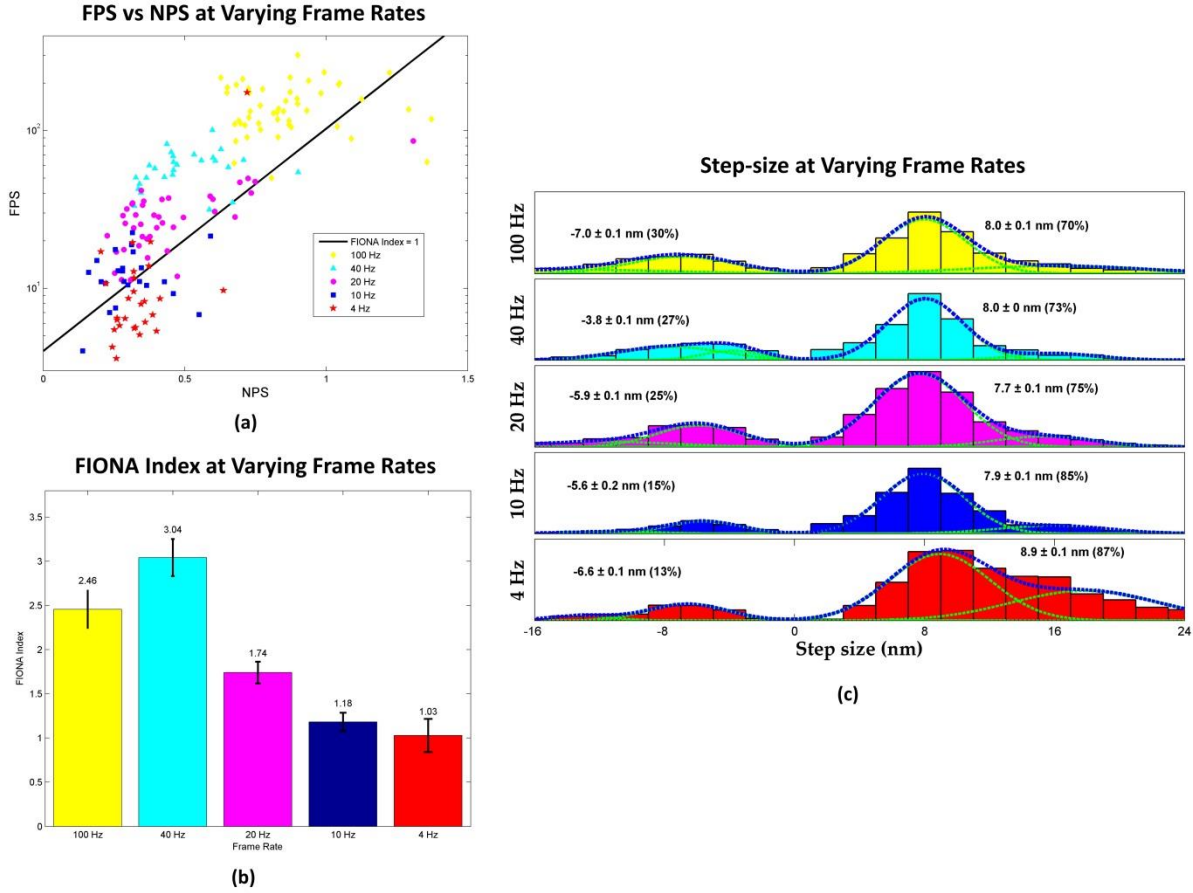 FPS vs NPS at Varying Frame Rates
10²
10¹
FPS
0
0.5
1
1.5
NPS
FIONA Index = 1
100 Hz
40 Hz
20 Hz
10 Hz
4 Hz
(a)
FIONA Index at Varying Frame Rates
3.5
3
2.5
2
1.5
1
0.5
0
FIONA Index
2.46
3.04
1.74
1.18
1.03
100 Hz
40 Hz
20 Hz
10 Hz
4 Hz
Frame Rate
(b)
Step-size at Varying Frame Rates
100 Hz
-7.0 ± 0.1 nm (30%)
8.0 ± 0.1 nm (70%)
40 Hz
-3.8 ± 0.1 nm (27%)
8.0 ± 0 nm (73%)
20 Hz
-5.9 ± 0.1 nm (25%)
7.7 ± 0.1 nm (75%)
10 Hz
-5.6 ± 0.2 nm (15%)
7.9 ± 0.1 nm (85%)
4 Hz
-6.6 ± 0.1 nm (13%)
8.9 ± 0.1 nm (87%)
-16
-8
0
8
16
24
Step size (nm)
(c)